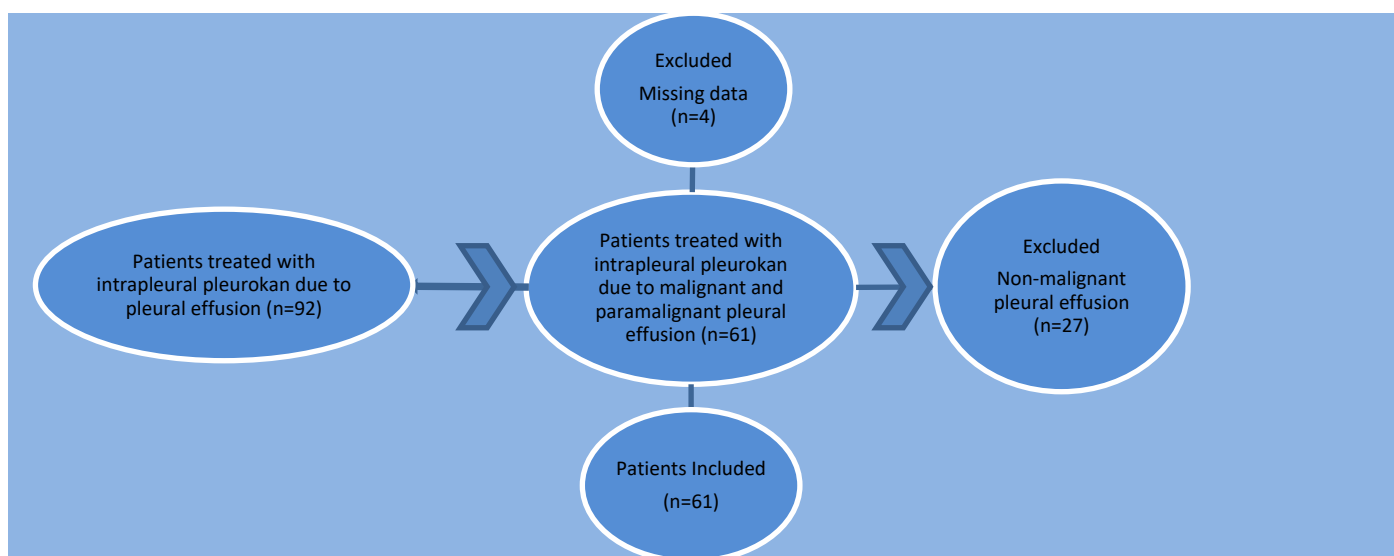 Excluded
Missing data
(n=4)
Patients treated with
intrapleural pleurokan due to
pleural effusion (n=92)
Patients treated with
intrapleural pleurokan
due to malignant and
paramalignant pleural
effusion (n=61)
Excluded
Non-malignant
pleural effusion
(n=27)
Patients Included
(n=61)